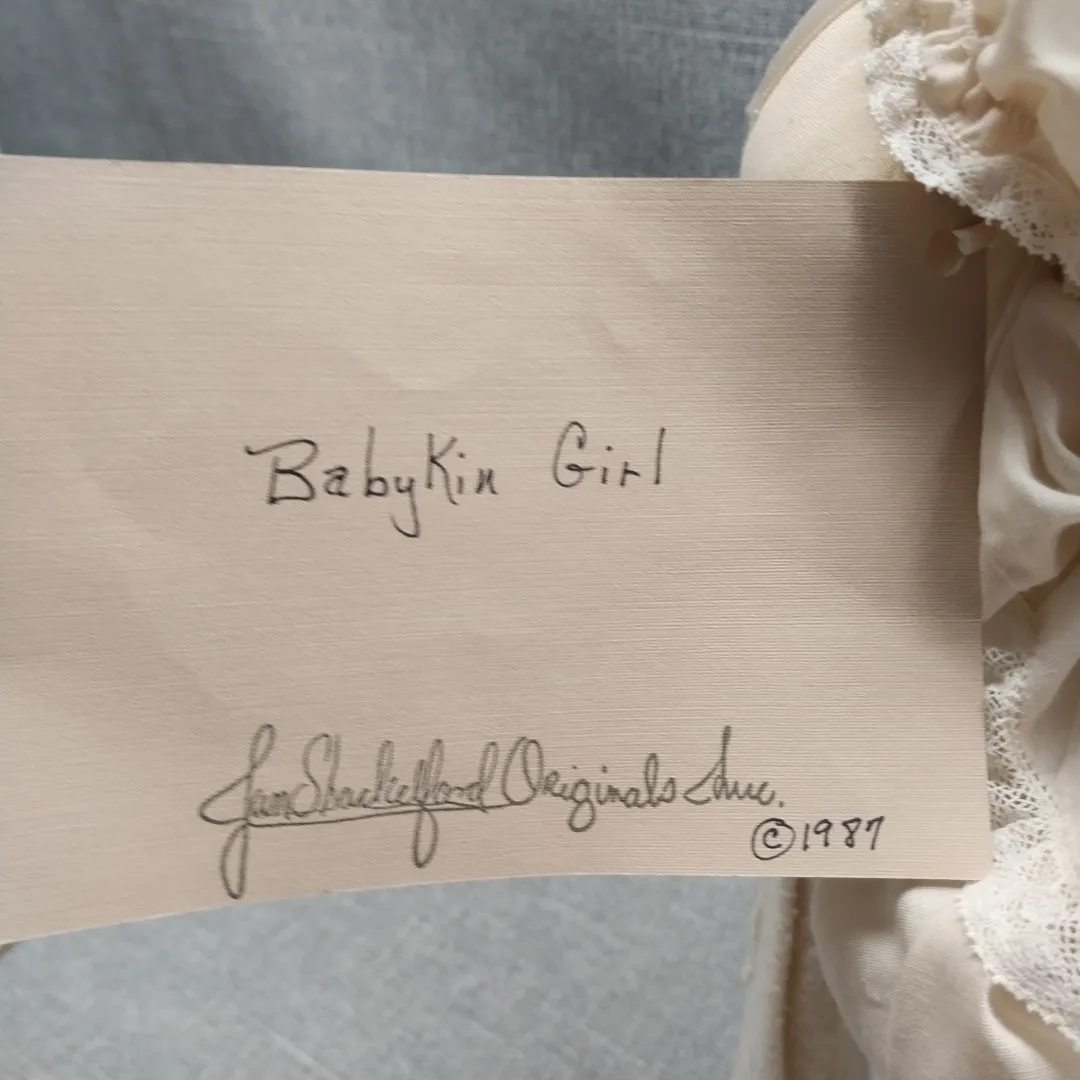 BabyKin Girl
Jan Shackelford Originals Inc.
©1987